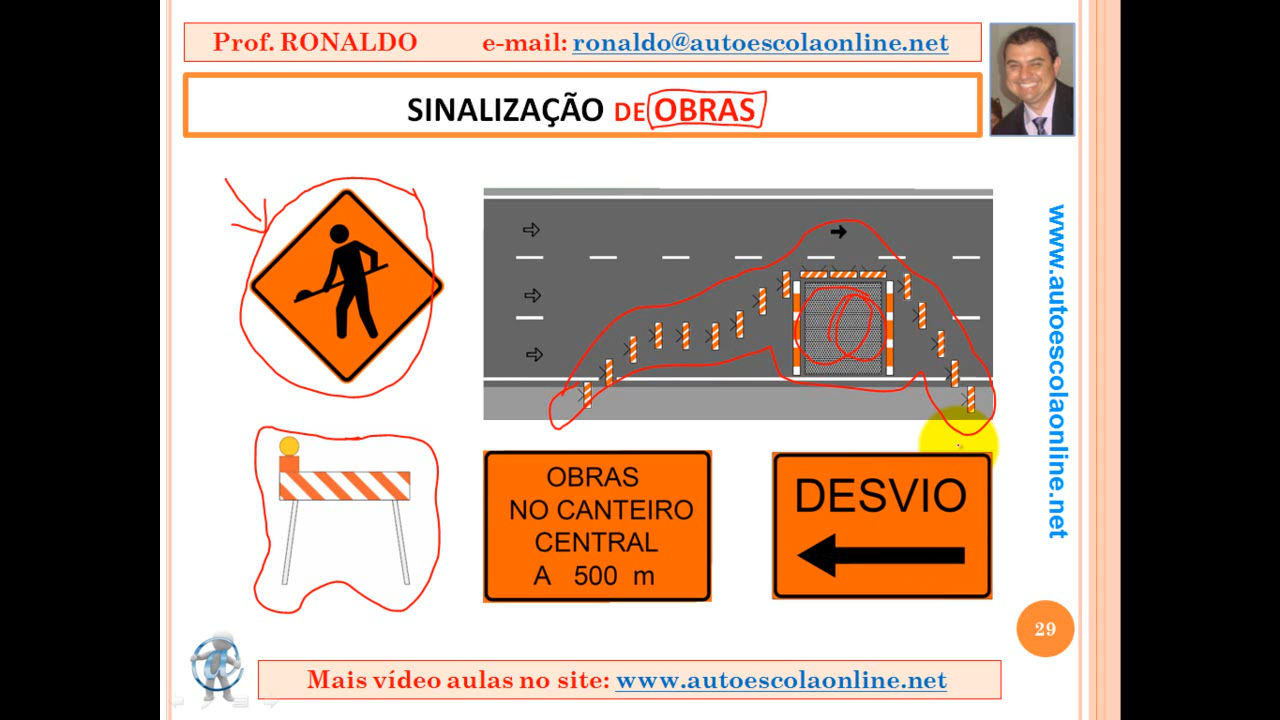 Prof. RONALDO e-mail: ronaldo@autoescolaonline.net
SINALIZAÇÃO DE OBRAS
www.autoescolaonline.net
OBRAS
NO CANTEIRO
CENTRAL
A 500 m
DESVIO
29
Mais vídeo aulas no site: www.autoescolaonline.net